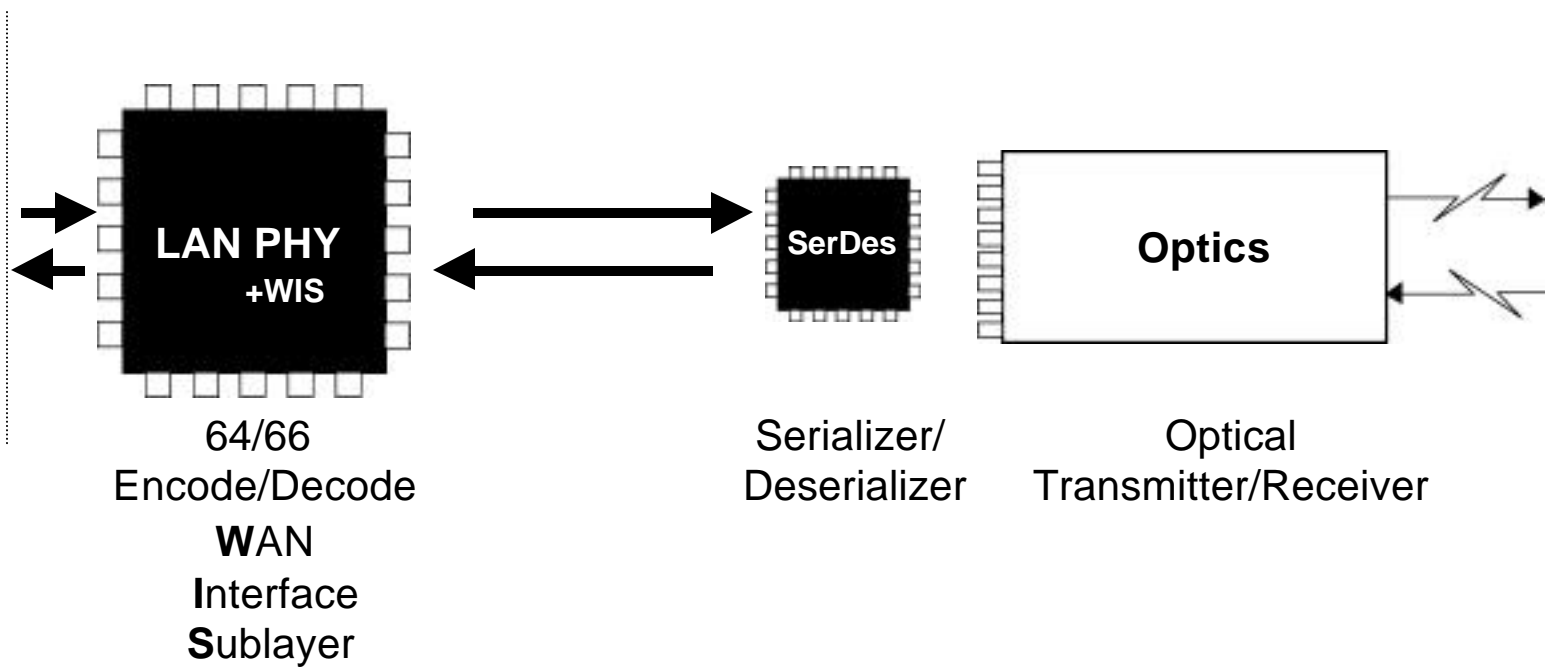 LAN PHY
+WIS
SerDes
Optics
64/66
Encode/Decode
WAN
Interface
Sublayer
Serializer/
Deserializer
Optical
Transmitter/Receiver